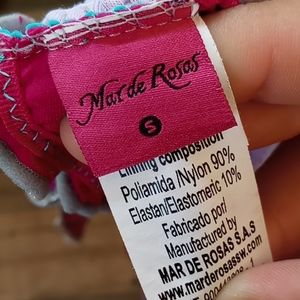 Mar de Rosas
S
Lining composition
Poliamida/Nylon 90%
Elastan/Elastomeric 10%
Fabricado por/
Manufactured by
MAR DE ROSAS S.A.S
www.marderosassw.com